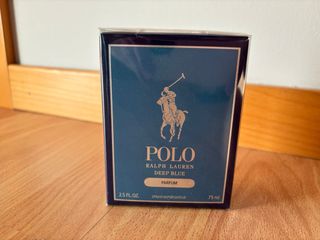 POLO
RALPH LAUREN
DEEP BLUE
PARFUM
2.5 FL.OZ. 75 ml